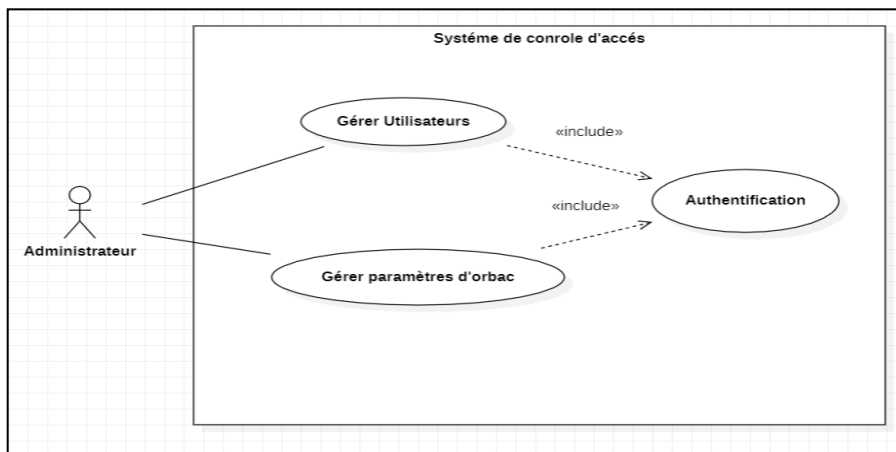 Systéme de conrole d'accés
Gérer Utilisateurs
«include»
Authentification
«include»
Administrateur
Gérer paramètres d'orbac